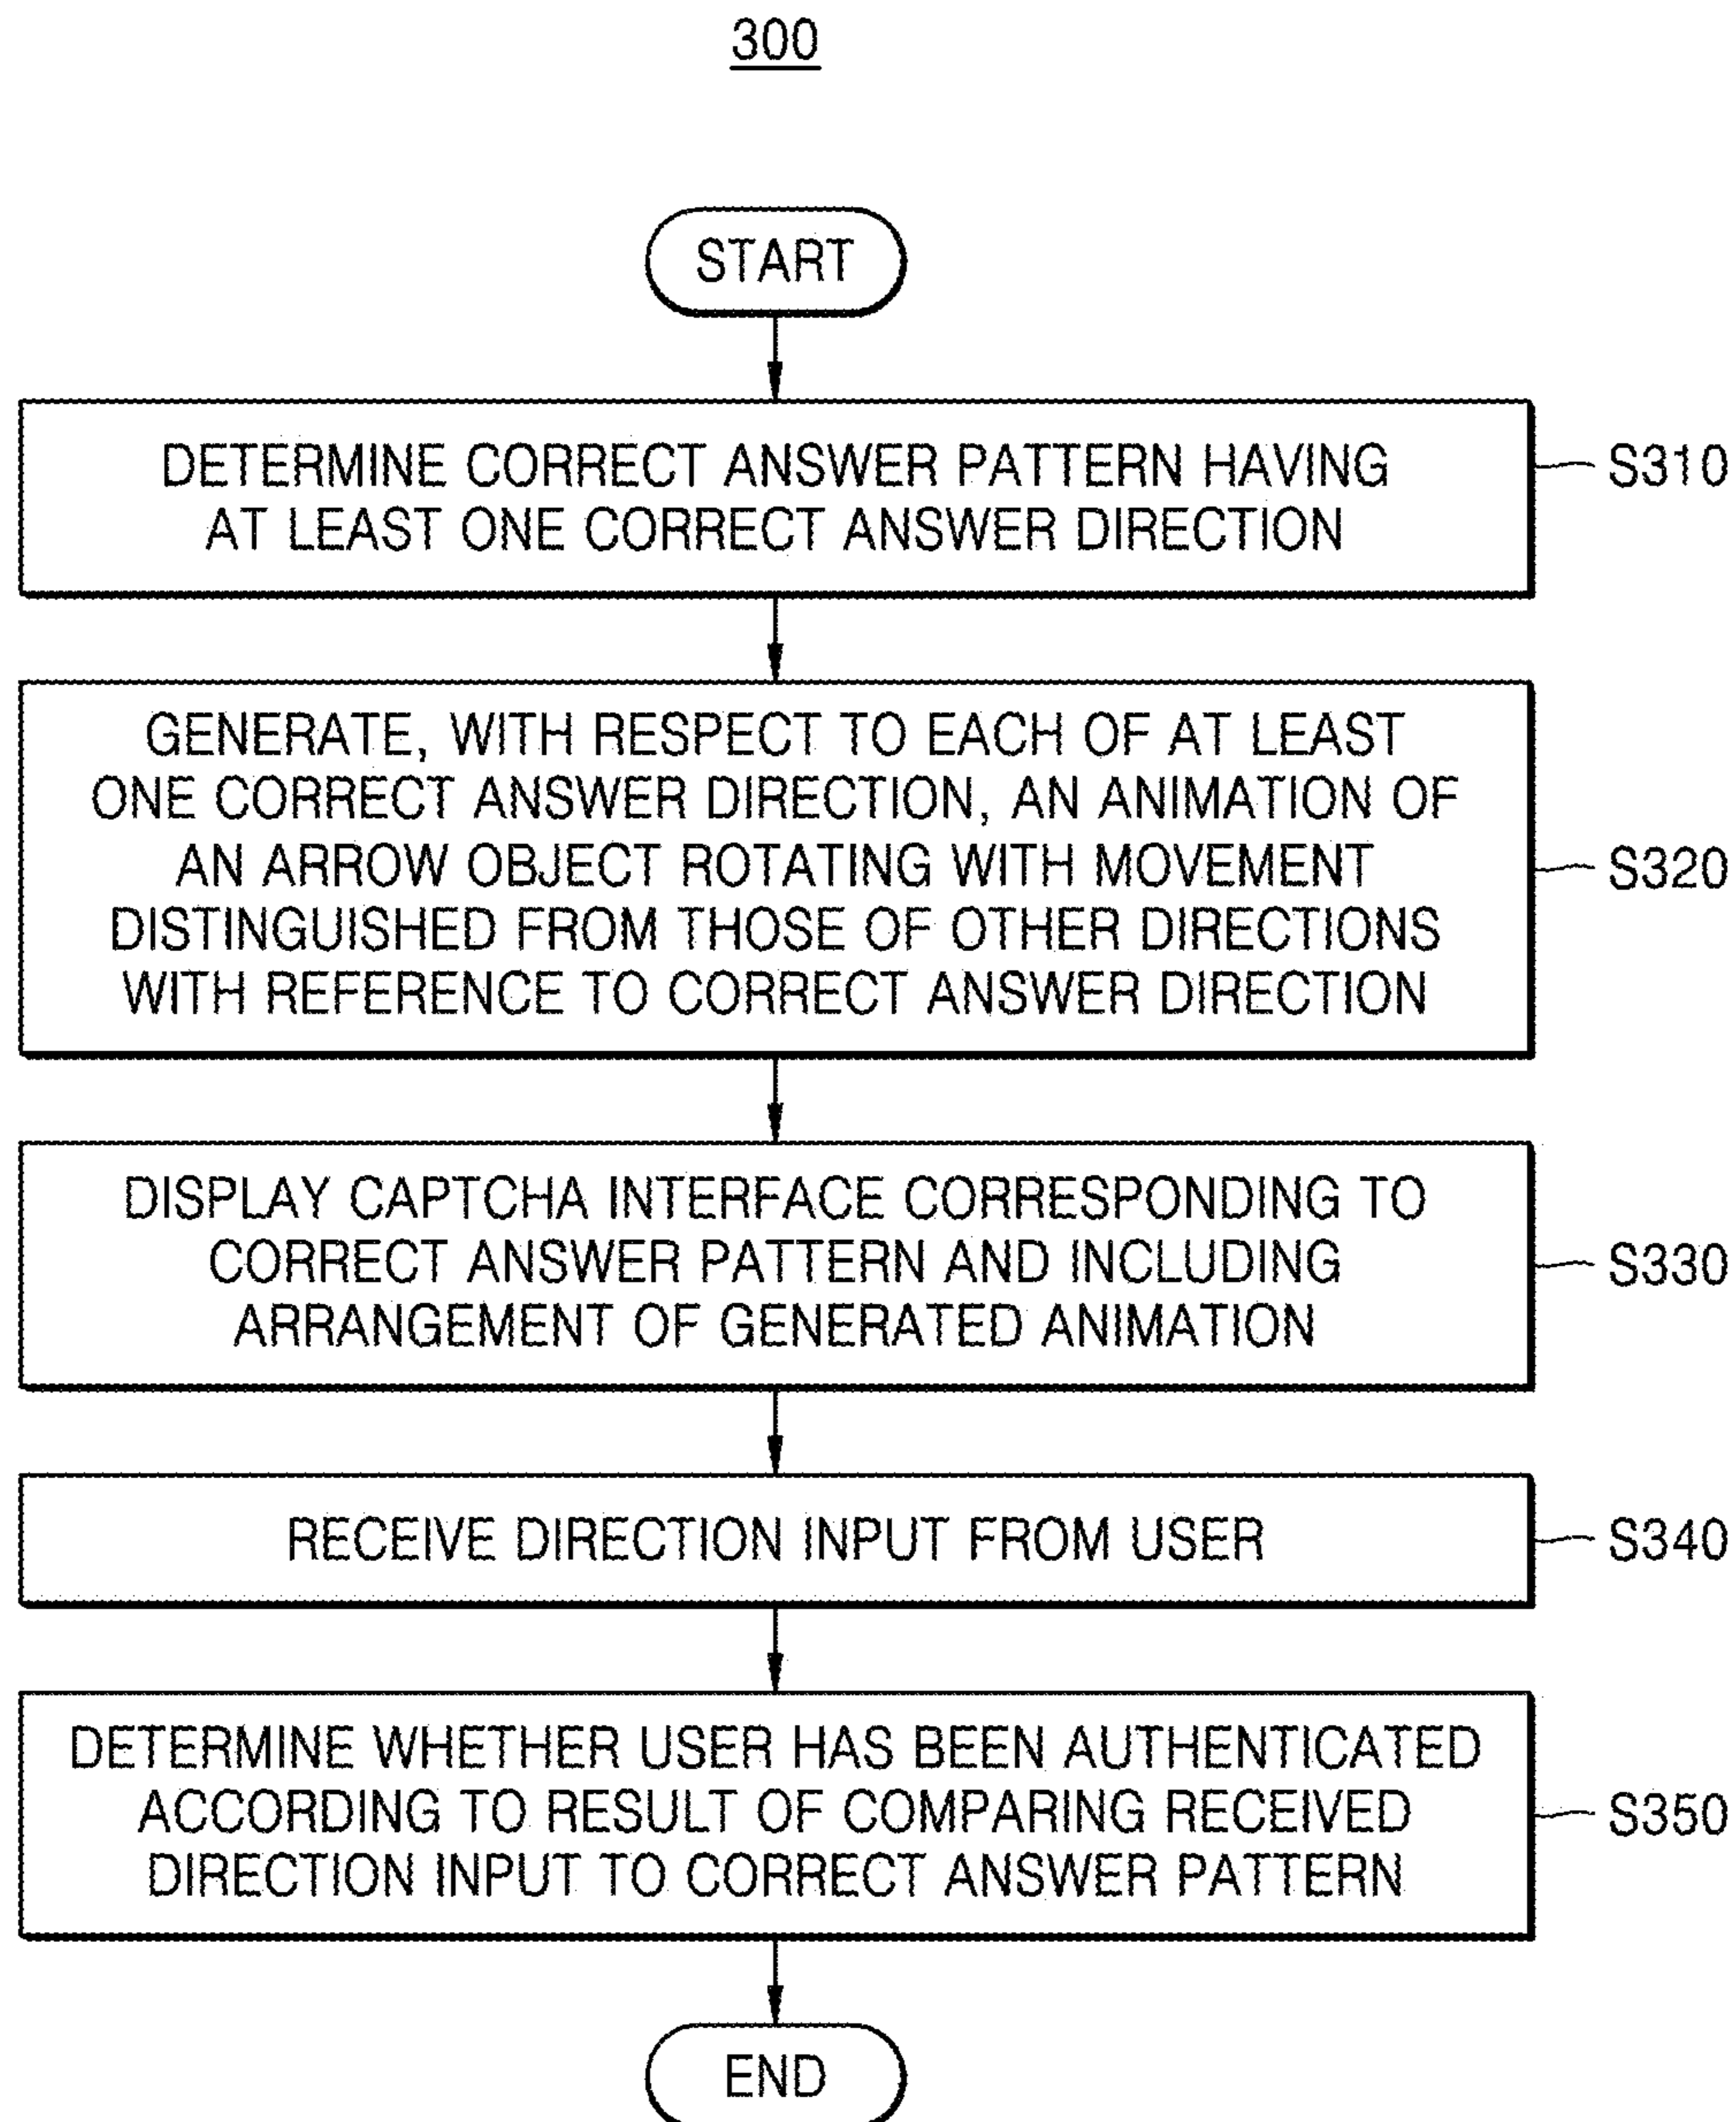 300
START
DETERMINE CORRECT ANSWER PATTERN HAVING
AT LEAST ONE CORRECT ANSWER DIRECTION
S310
GENERATE, WITH RESPECT TO EACH OF AT LEAST
ONE CORRECT ANSWER DIRECTION, AN ANIMATION OF
AN ARROW OBJECT ROTATING WITH MOVEMENT
DISTINGUISHED FROM THOSE OF OTHER DIRECTIONS
WITH REFERENCE TO CORRECT ANSWER DIRECTION
S320
DISPLAY CAPTCHA INTERFACE CORRESPONDING TO
CORRECT ANSWER PATTERN AND INCLUDING
ARRANGEMENT OF GENERATED ANIMATION
S330
RECEIVE DIRECTION INPUT FROM USER
S340
DETERMINE WHETHER USER HAS BEEN AUTHENTICATED
ACCORDING TO RESULT OF COMPARING RECEIVED
DIRECTION INPUT TO CORRECT ANSWER PATTERN
S350
END